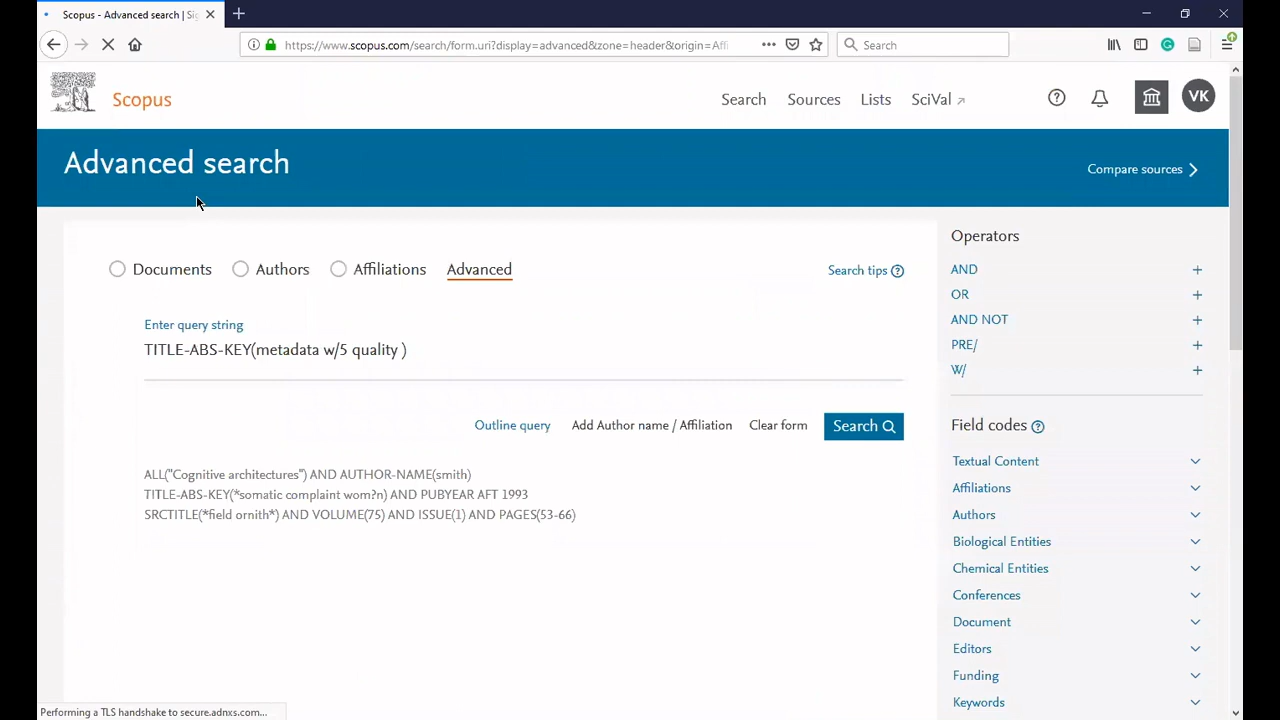 Scopus - Advanced search | Sig
https://www.scopus.com/search/form.uri?display=advanced&zone=header&origin=Affi
Search
Scopus
Search
Sources
Lists
SciVal
VK
Advanced search
Compare sources
Documents
Authors
Affiliations
Advanced
Search tips
Enter query string
TITLE-ABS-KEY(metadata w/5 quality )
Outline query
Add Author name / Affiliation
Clear form
Search
ALL("Cognitive architectures") AND AUTHOR-NAME(smith)
TITLE-ABS-KEY(*somatic complaint wom?n) AND PUBYEAR AFT 1993
SRCTITLE(*field ornith*) AND VOLUME(75) AND ISSUE(1) AND PAGES(53-66)
Operators
AND +
OR +
AND NOT +
PRE/ +
W/ +
Field codes
Textual Content
Affiliations
Authors
Biological Entities
Chemical Entities
Conferences
Document
Editors
Funding
Keywords
Performing a TLS handshake to secure.adnxs.com...